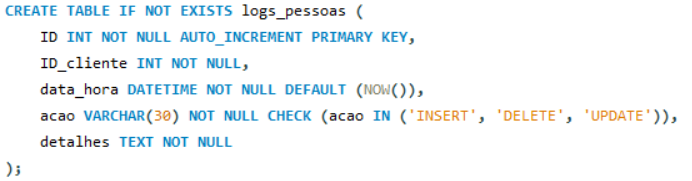 CREATE TABLE IF NOT EXISTS logs_pessoas (
    ID INT NOT NULL AUTO_INCREMENT PRIMARY KEY,
    ID_cliente INT NOT NULL,
    data_hora DATETIME NOT NULL DEFAULT (NOW()),
    acao VARCHAR(30) NOT NULL CHECK (acao IN ('INSERT', 'DELETE', 'UPDATE')),
    detalhes TEXT NOT NULL
);